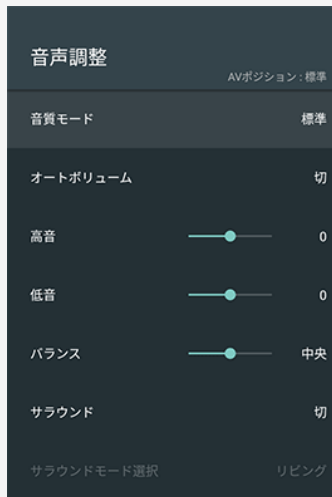 音声調整
AVポジション : 標準
音質モード 標準
オートボリューム 切
高音 0
低音 0
バランス 中央
サラウンド 切
サラウンドモード選択 リビング